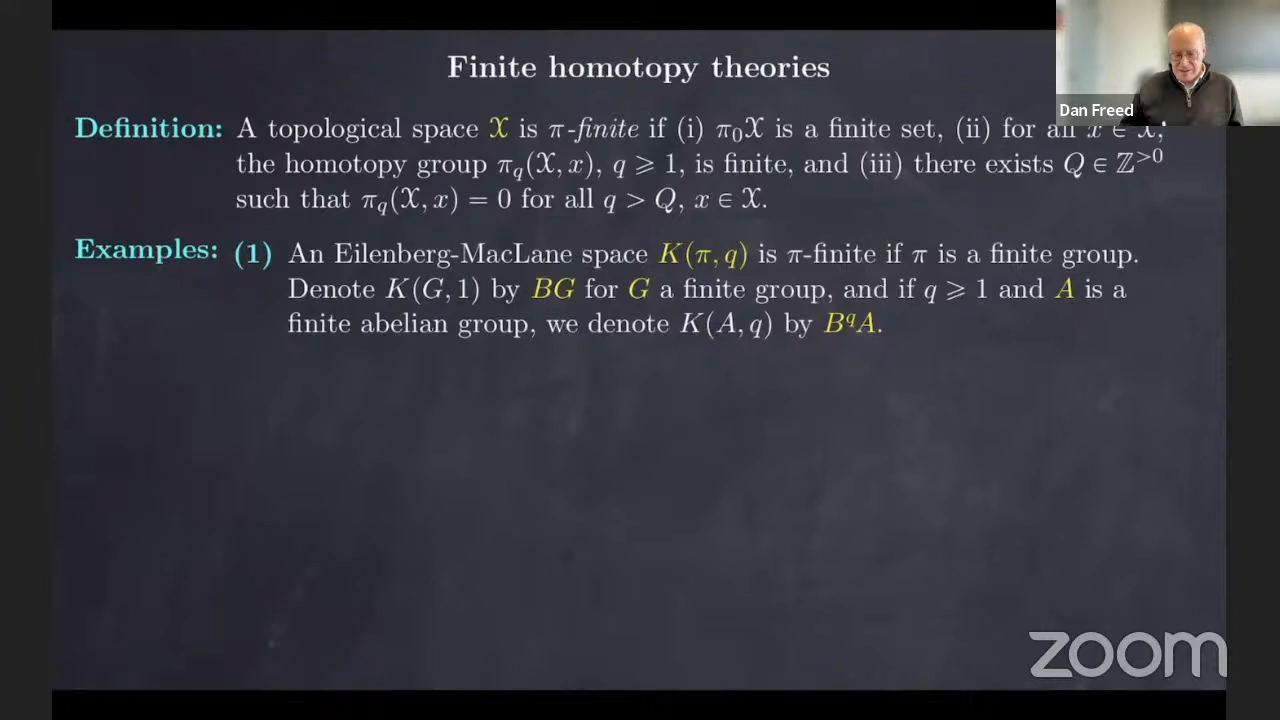 Finite homotopy theories
Dan Freed
Definition: A topological space 𝒳 is π-finite if (i) π₀𝒳 is a finite set, (ii) for all x ∈ 𝒳,
the homotopy group π_q(𝒳, x), q ⩾ 1, is finite, and (iii) there exists Q ∈ ℤ^{>0}
such that π_q(𝒳, x) = 0 for all q > Q, x ∈ 𝒳.
Examples: (1) An Eilenberg-MacLane space K(π, q) is π-finite if π is a finite group.
Denote K(G, 1) by BG for G a finite group, and if q ⩾ 1 and A is a
finite abelian group, we denote K(A, q) by B^qA.
zoom